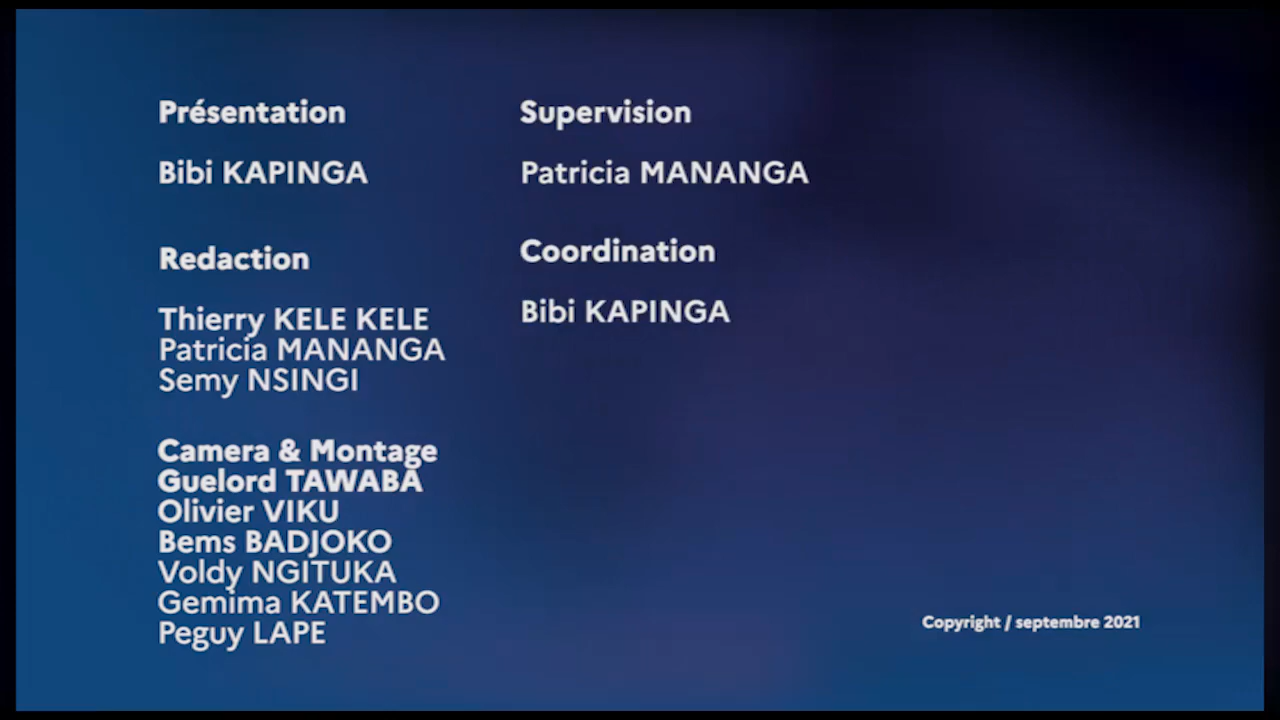 Présentation
Bibi KAPINGA
Redaction
Thierry KELE KELE
Patricia MANANGA
Semy NSINGI
Camera & Montage
Guelord TAWABA
Olivier VIKU
Bems BADJOKO
Voldy NGITUKA
Gemima KATEMBO
Peguy LAPE
Supervision
Patricia MANANGA
Coordination
Bibi KAPINGA
Copyright / septembre 2021